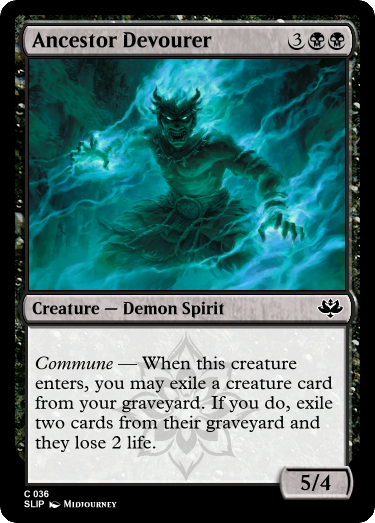 Ancestor Devourer 3
Creature — Demon Spirit
Commune — When this creature
enters, you may exile a creature card
from your graveyard. If you do, exile
two cards from their graveyard and
they lose 2 life.
5/4
C 036
SLIP Midjourney